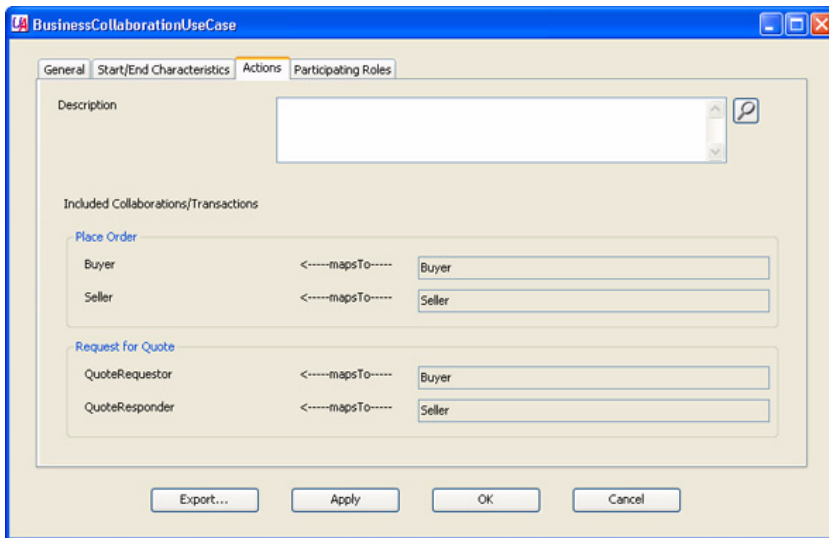 BusinessCollaborationUseCase
General Start/End Characteristics Actions Participating Roles
Description
Included Collaborations/Transactions
Place Order
Buyer <-----mapsTo----- Buyer
Seller <-----mapsTo----- Seller
Request for Quote
QuoteRequestor <-----mapsTo----- Buyer
QuoteResponder <-----mapsTo----- Seller
Export... Apply OK Cancel